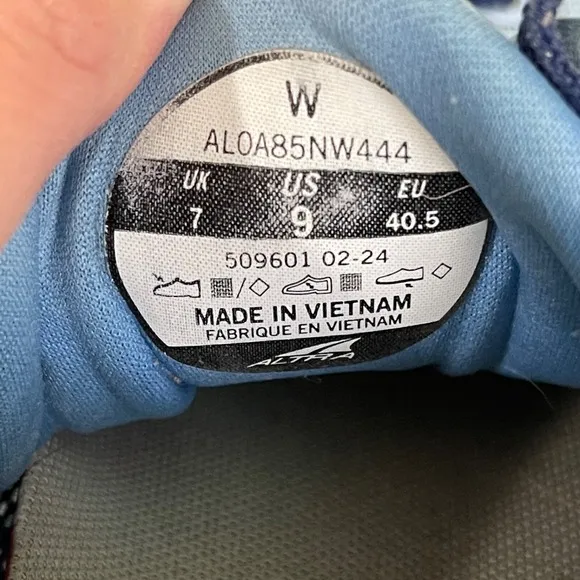 W
AL0A85NW444
UK US EU
7 9 40.5
509601 02-24
MADE IN VIETNAM
FABRIQUE EN VIETNAM
ALTRA